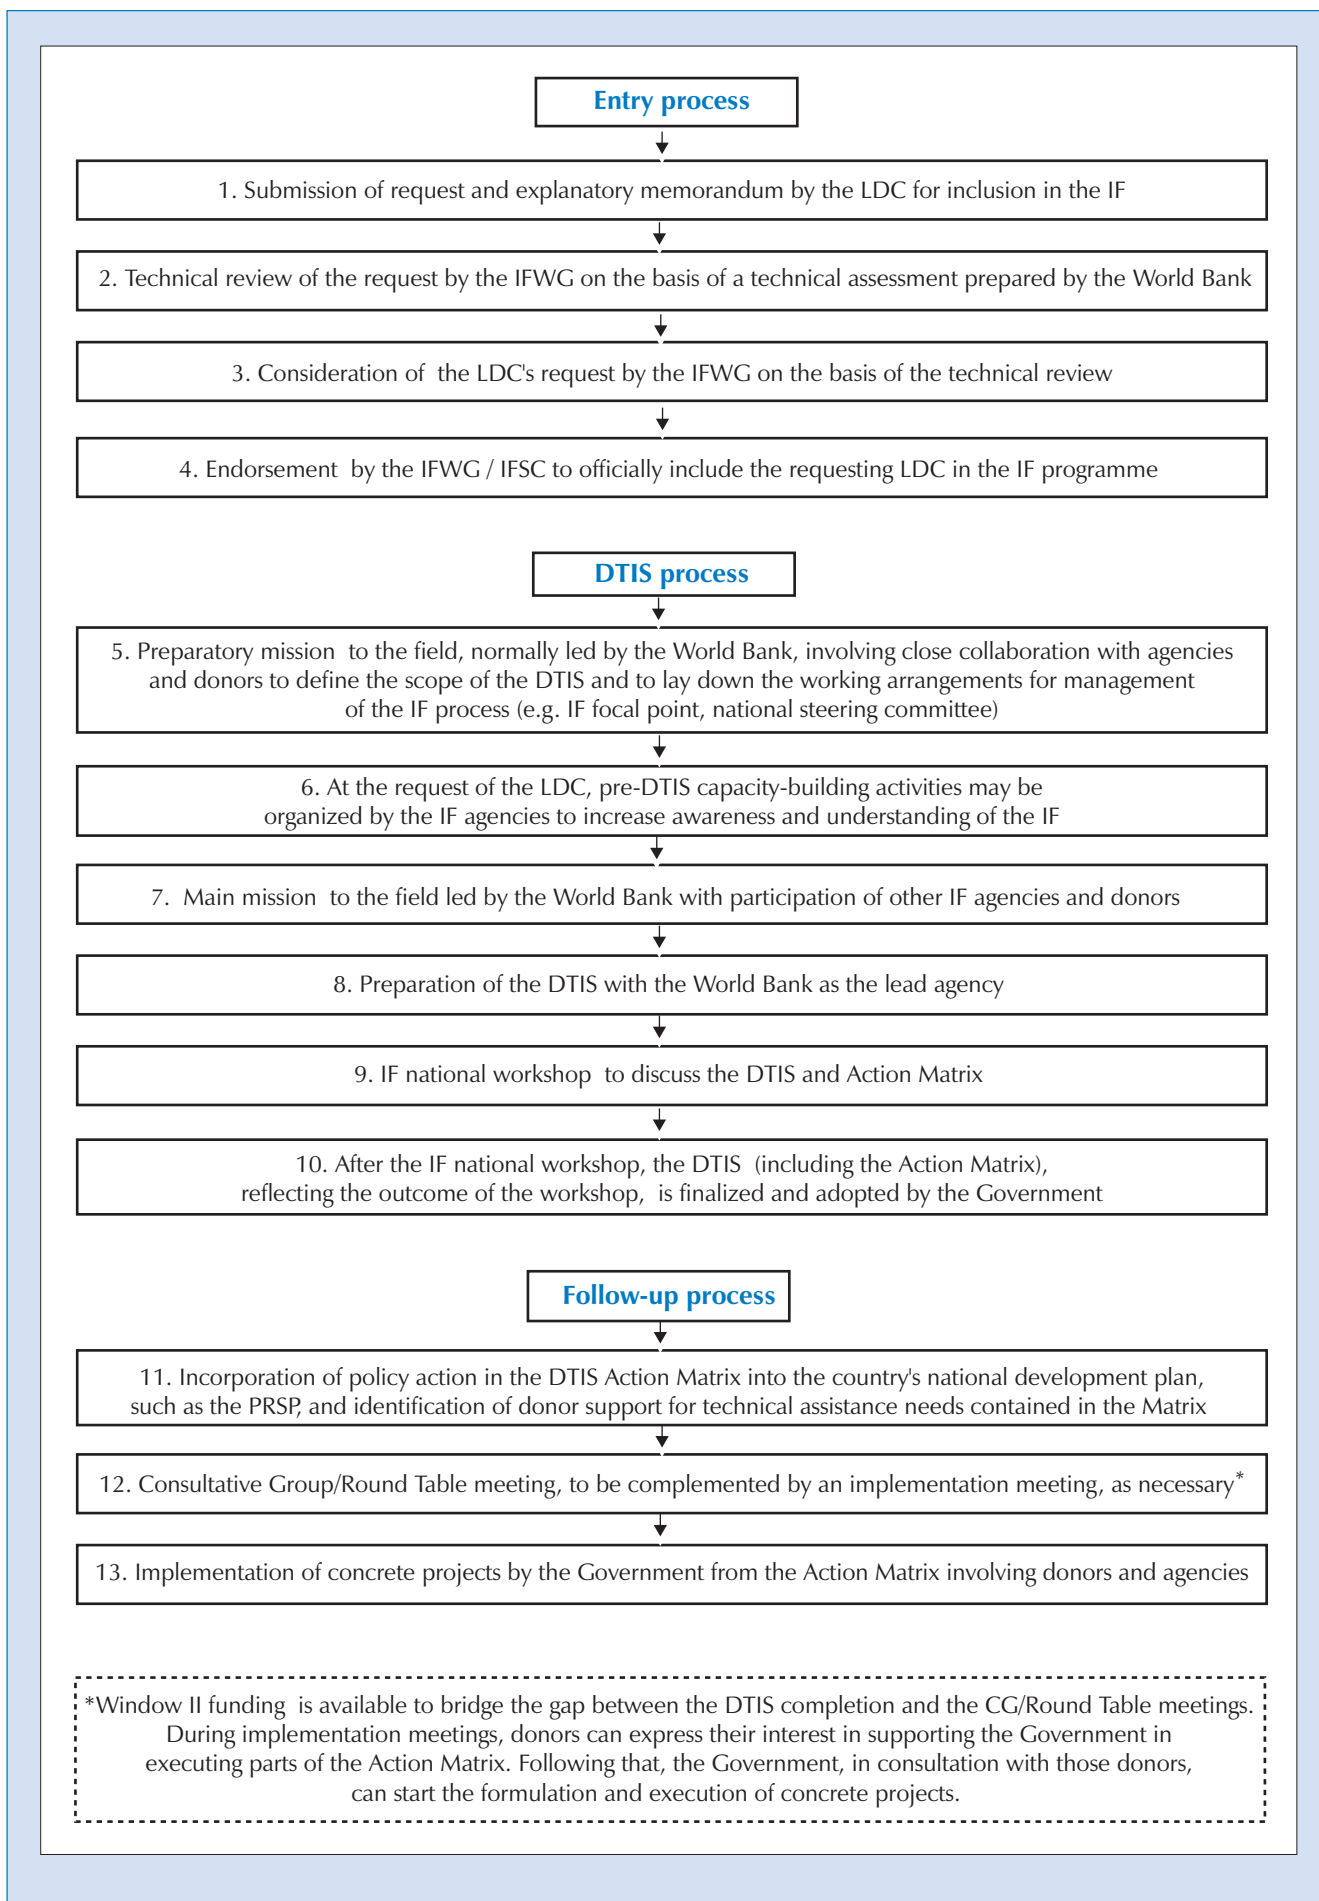 Entry process
1. Submission of request and explanatory memorandum by the LDC for inclusion in the IF
2. Technical review of the request by the IFWG on the basis of a technical assessment prepared by the World Bank
3. Consideration of the LDC's request by the IFWG on the basis of the technical review
4. Endorsement by the IFWG / IFSC to officially include the requesting LDC in the IF programme
DTIS process
5. Preparatory mission to the field, normally led by the World Bank, involving close collaboration with agencies
and donors to define the scope of the DTIS and to lay down the working arrangements for management
of the IF process (e.g. IF focal point, national steering committee)
6. At the request of the LDC, pre-DTIS capacity-building activities may be
organized by the IF agencies to increase awareness and understanding of the IF
7. Main mission to the field led by the World Bank with participation of other IF agencies and donors
8. Preparation of the DTIS with the World Bank as the lead agency
9. IF national workshop to discuss the DTIS and Action Matrix
10. After the IF national workshop, the DTIS (including the Action Matrix),
reflecting the outcome of the workshop, is finalized and adopted by the Government
Follow-up process
11. Incorporation of policy action in the DTIS Action Matrix into the country's national development plan,
such as the PRSP, and identification of donor support for technical assistance needs contained in the Matrix
12. Consultative Group/Round Table meeting, to be complemented by an implementation meeting, as necessary*
13. Implementation of concrete projects by the Government from the Action Matrix involving donors and agencies
*Window II funding is available to bridge the gap between the DTIS completion and the CG/Round Table meetings.
During implementation meetings, donors can express their interest in supporting the Government in
executing parts of the Action Matrix. Following that, the Government, in consultation with those donors,
can start the formulation and execution of concrete projects.